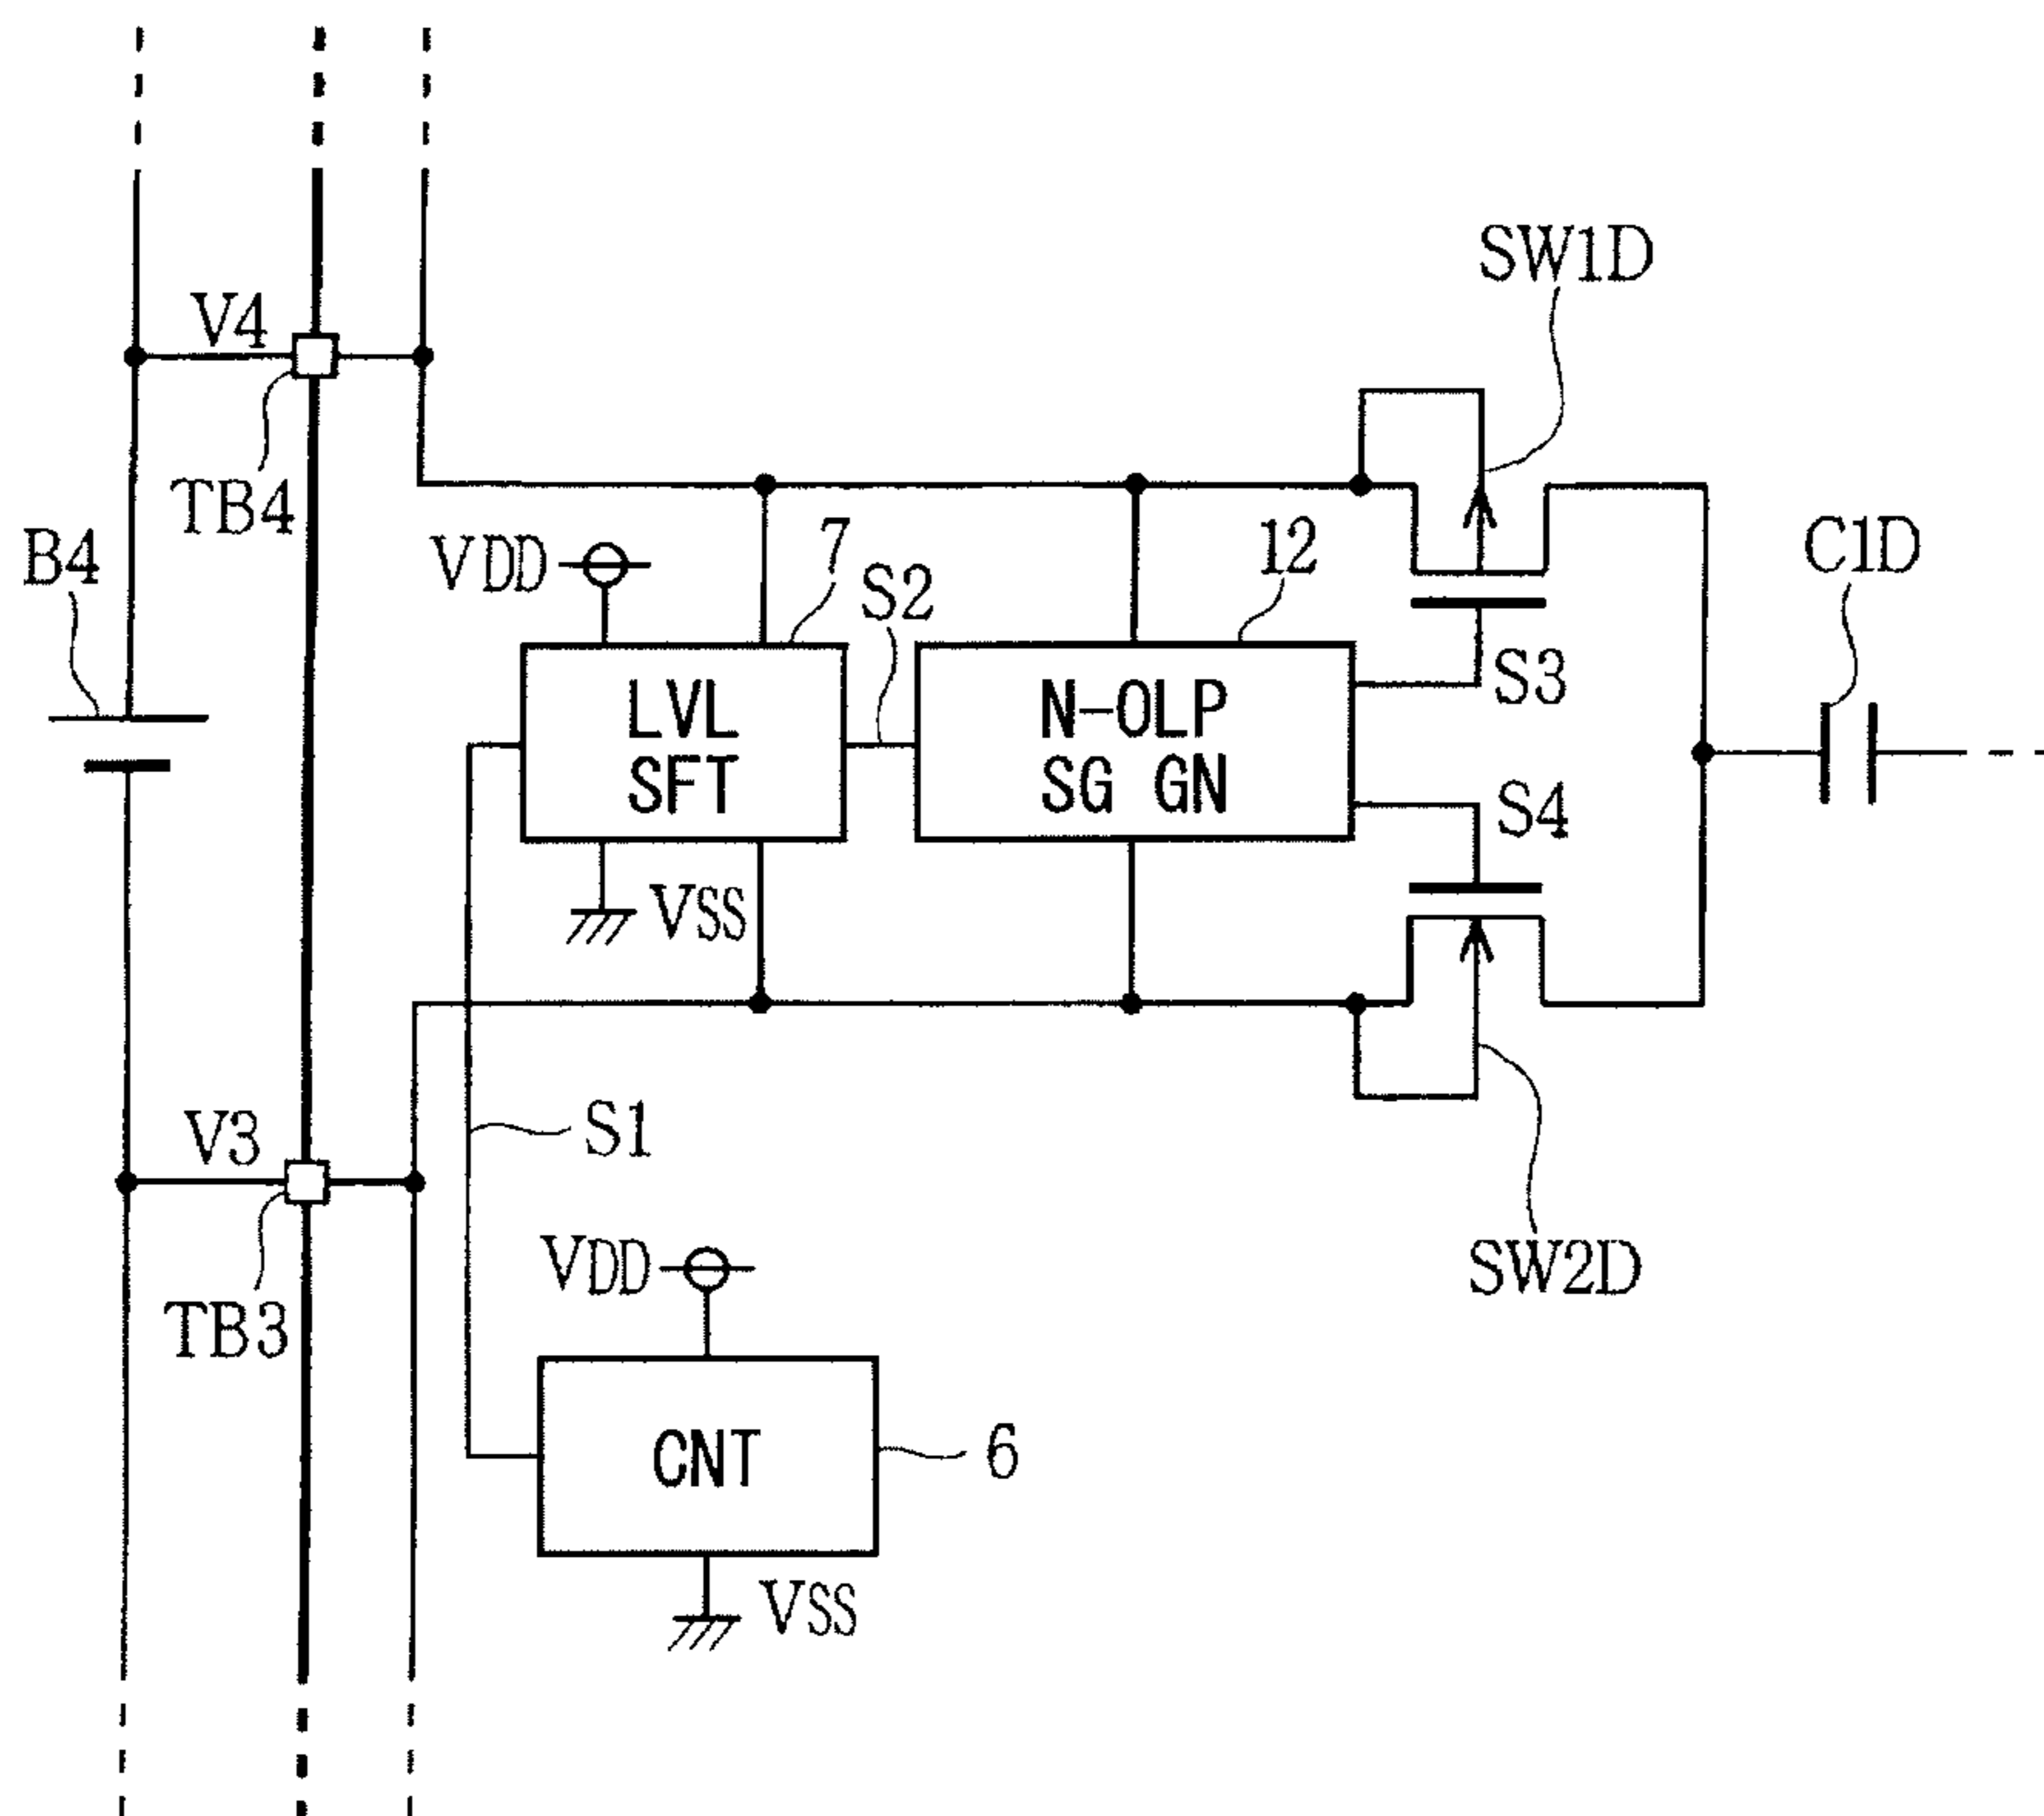 SW1D
V4
TB4
B4
VDD
7
S2
12
C1D
LVL
SFT
N-OLP
SG GN
S3
S4
VSS
S1
V3
TB3
VDD
SW2D
CNT
6
VSS